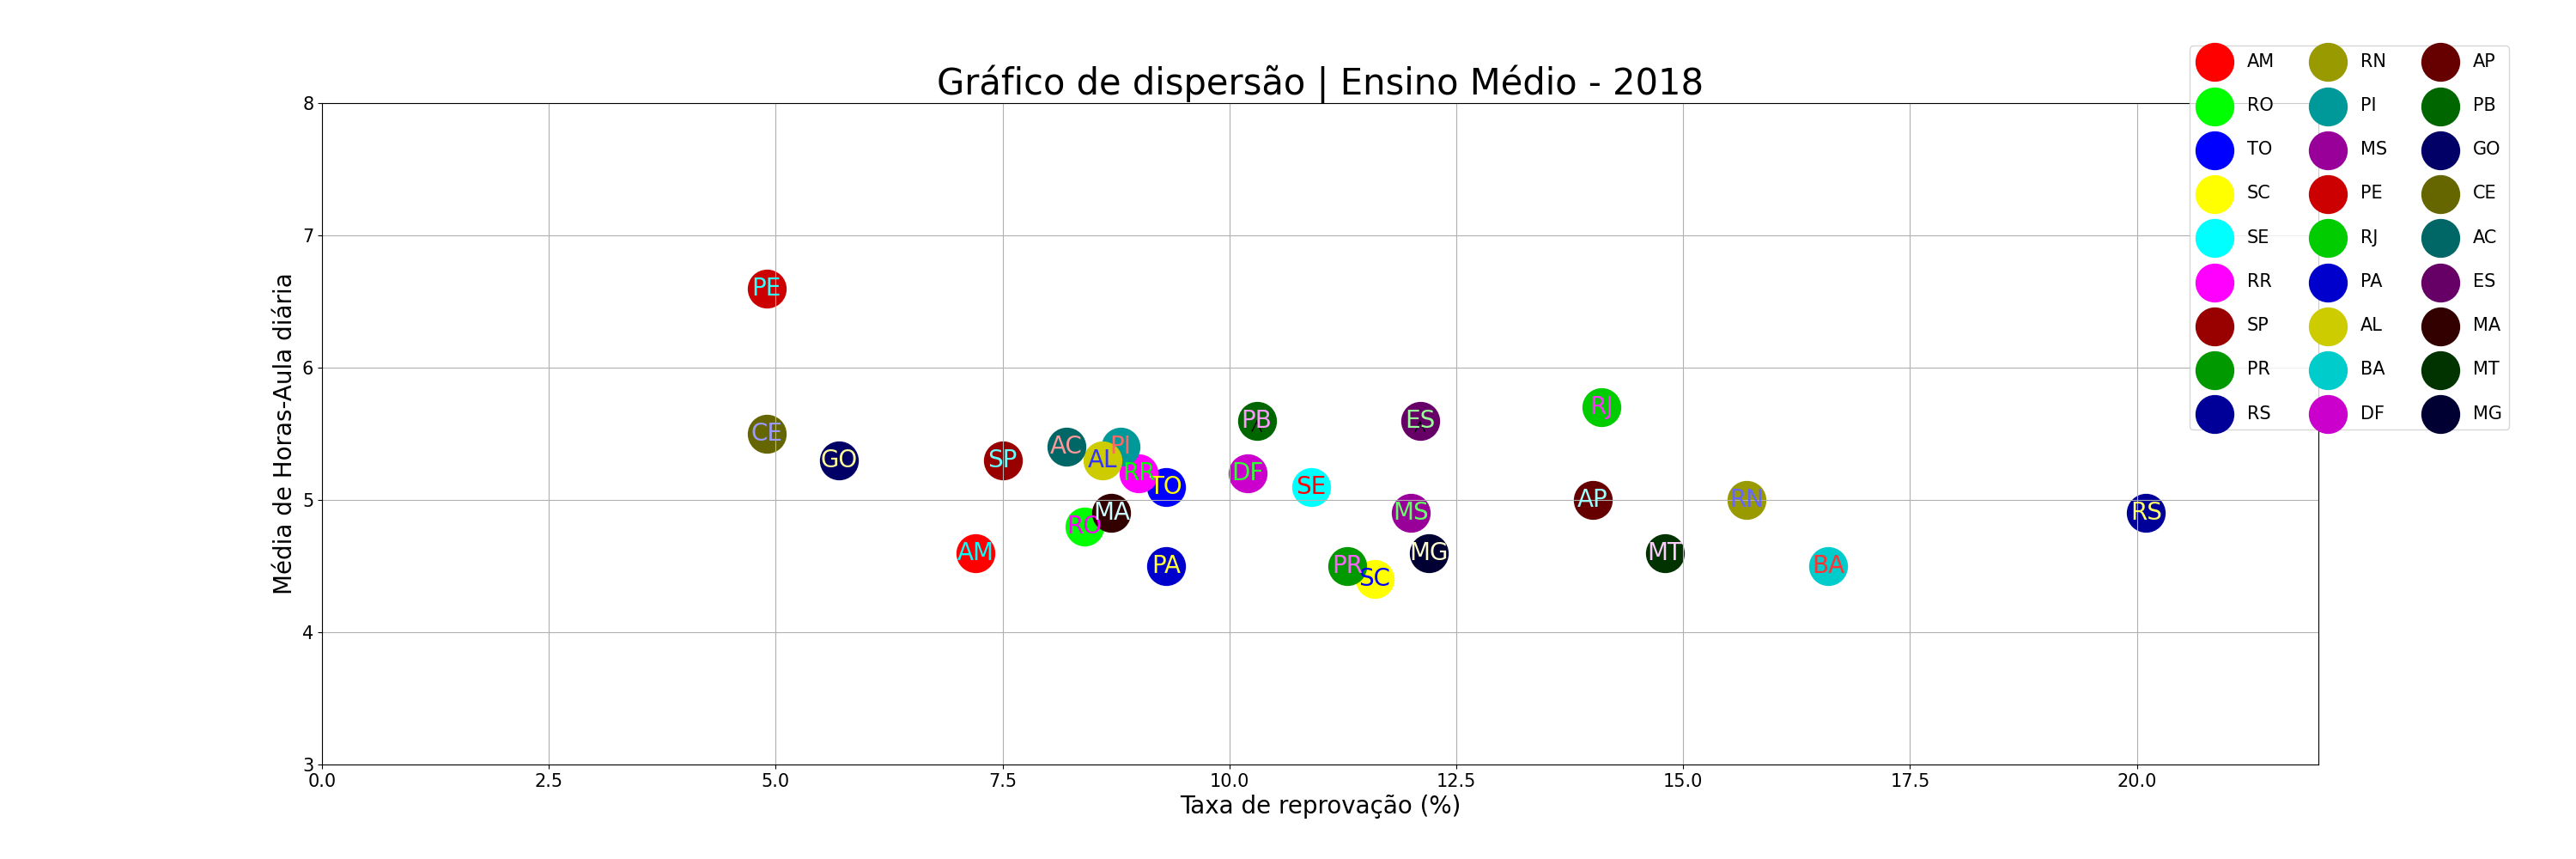 Gráfico de dispersão | Ensino Médio - 2018
AM RN AP
RO PI PB
TO MS GO
SC PE CE
SE RJ AC
RR PA ES
SP AL MA
PR BA MT
RS DF MG
8
7
6
5
4
3
Média de Horas-Aula diária
PE
RJ
PB ES
CE
AC PI
GO SP AL
RR DF
TO SE
AP RN
MA MS RS
RO
AM MG MT
PA PR BA
SC
0.0 2.5 5.0 7.5 10.0 12.5 15.0 17.5 20.0
Taxa de reprovação (%)